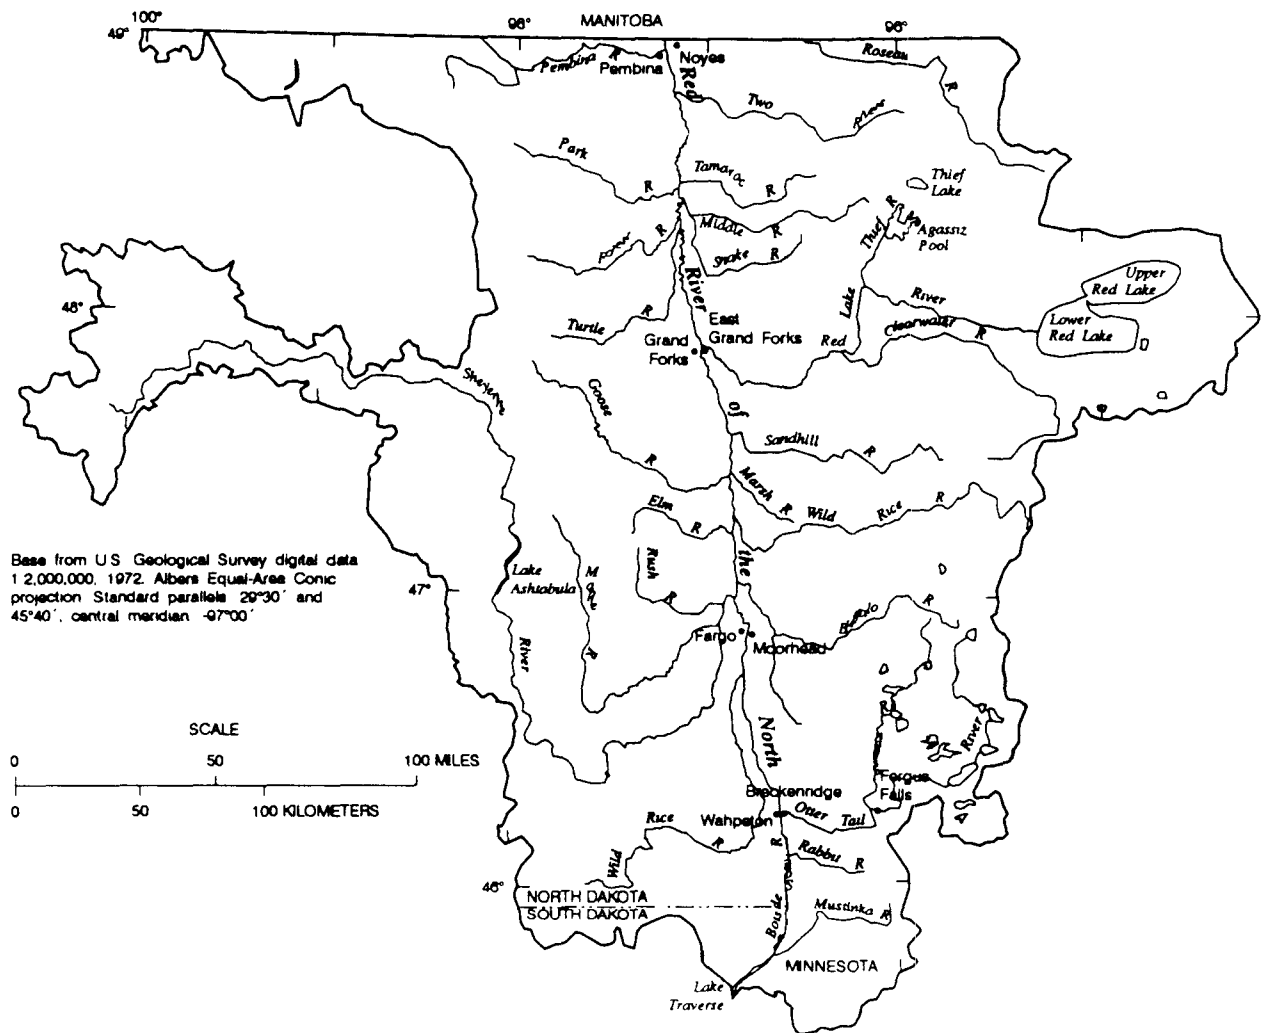 100°
98°
MANITOBA
96°
49°
Pembina R
Pembina
Noyes
Roseau
R
Red
Two
Rivers
Park
R
Tamarac
R
Thief
Lake
Middle
R
Thief
R
Agassiz
Pool
R
Snake
R
River
Turtle
R
48°
Upper
Red Lake
Lower
Red Lake
Lake
River
Clearwater
R
Red
East
Grand Forks
Grand
Forks
Sheyenne
Goose
R
of
Sandhill
R
Marsh
R
Wild
Rice
R
Elm
R
Rush
R
the
Base from U S Geological Survey digital data
1 2,000,000, 1972. Albers Equal-Area Conic
projection Standard parallels 29°30′ and
45°40′, central meridian -97°00′
47°
Lake
Ashtabula
River
R
Fargo
Moorhead
Buffalo
R
North
River
SCALE
0
50
100 MILES
0
50
100 KILOMETERS
Breckenridge
Wahpeton
Otter
Tail
Fergus
Falls
Wild
Rice
R
R
Rabbit
R
46°
NORTH DAKOTA
SOUTH DAKOTA
Bois de
Mustinka R
MINNESOTA
Lake
Traverse